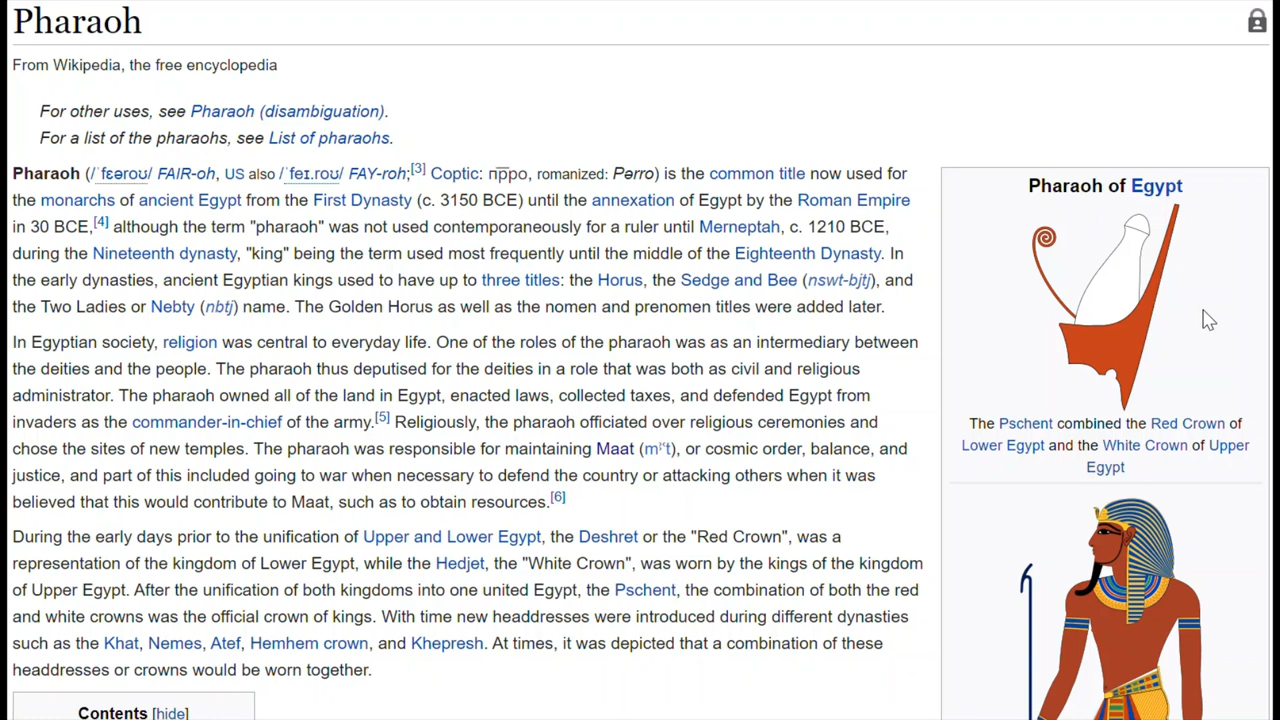 Pharaoh
From Wikipedia, the free encyclopedia
For other uses, see Pharaoh (disambiguation).
For a list of the pharaohs, see List of pharaohs.
Pharaoh (/ˈfɛəroʊ/ FAIR-oh, US also /ˈfeɪ.roʊ/ FAY-roh;[3] Coptic: ⲡⲣ̅ⲣⲟ, romanized: Pərro) is the common title now used for
the monarchs of ancient Egypt from the First Dynasty (c. 3150 BCE) until the annexation of Egypt by the Roman Empire
in 30 BCE,[4] although the term "pharaoh" was not used contemporaneously for a ruler until Merneptah, c. 1210 BCE,
during the Nineteenth dynasty, "king" being the term used most frequently until the middle of the Eighteenth Dynasty. In
the early dynasties, ancient Egyptian kings used to have up to three titles: the Horus, the Sedge and Bee (nswt-bjtj), and
the Two Ladies or Nebty (nbtj) name. The Golden Horus as well as the nomen and prenomen titles were added later.
In Egyptian society, religion was central to everyday life. One of the roles of the pharaoh was as an intermediary between
the deities and the people. The pharaoh thus deputised for the deities in a role that was both as civil and religious
administrator. The pharaoh owned all of the land in Egypt, enacted laws, collected taxes, and defended Egypt from
invaders as the commander-in-chief of the army.[5] Religiously, the pharaoh officiated over religious ceremonies and
chose the sites of new temples. The pharaoh was responsible for maintaining Maat (mꜣꜥt), or cosmic order, balance, and
justice, and part of this included going to war when necessary to defend the country or attacking others when it was
believed that this would contribute to Maat, such as to obtain resources.[6]
During the early days prior to the unification of Upper and Lower Egypt, the Deshret or the "Red Crown", was a
representation of the kingdom of Lower Egypt, while the Hedjet, the "White Crown", was worn by the kings of the kingdom
of Upper Egypt. After the unification of both kingdoms into one united Egypt, the Pschent, the combination of both the red
and white crowns was the official crown of kings. With time new headdresses were introduced during different dynasties
such as the Khat, Nemes, Atef, Hemhem crown, and Khepresh. At times, it was depicted that a combination of these
headdresses or crowns would be worn together.
Contents [hide]
Pharaoh of Egypt
The Pschent combined the Red Crown of
Lower Egypt and the White Crown of Upper
Egypt